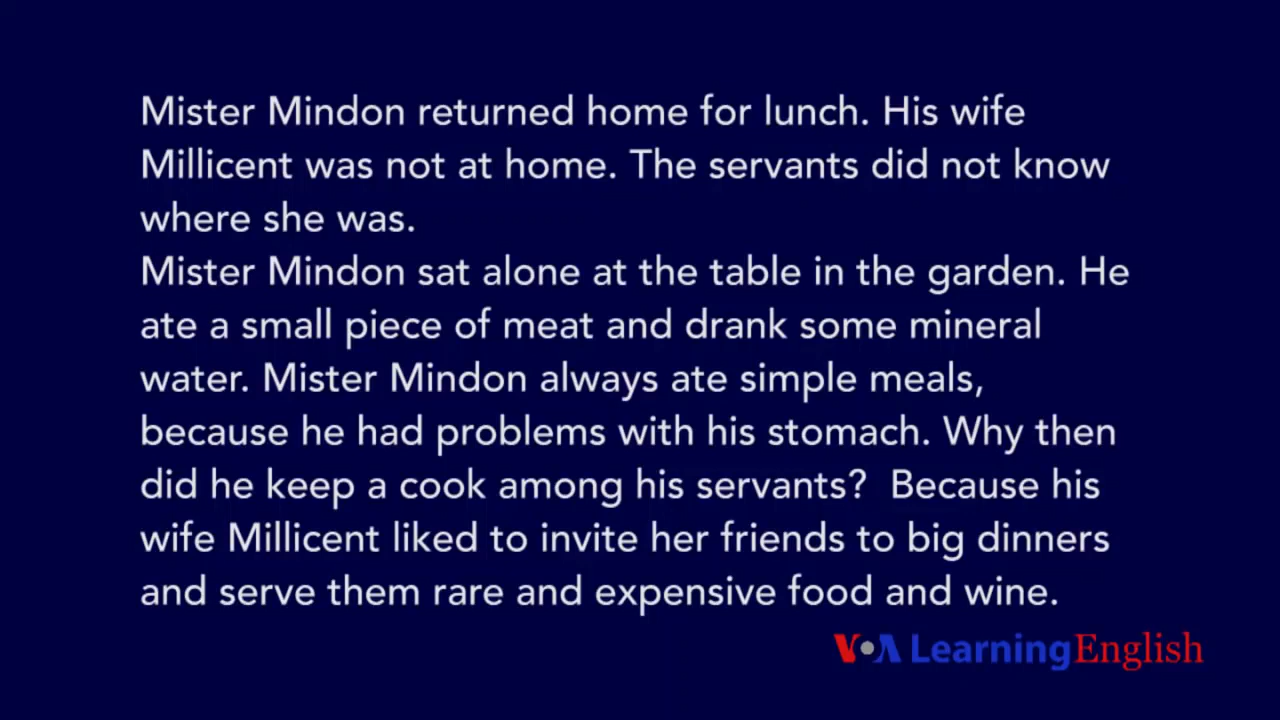 Mister Mindon returned home for lunch. His wife
Millicent was not at home. The servants did not know
where she was.
Mister Mindon sat alone at the table in the garden. He
ate a small piece of meat and drank some mineral
water. Mister Mindon always ate simple meals,
because he had problems with his stomach. Why then
did he keep a cook among his servants?  Because his
wife Millicent liked to invite her friends to big dinners
and serve them rare and expensive food and wine.
VOA LearningEnglish